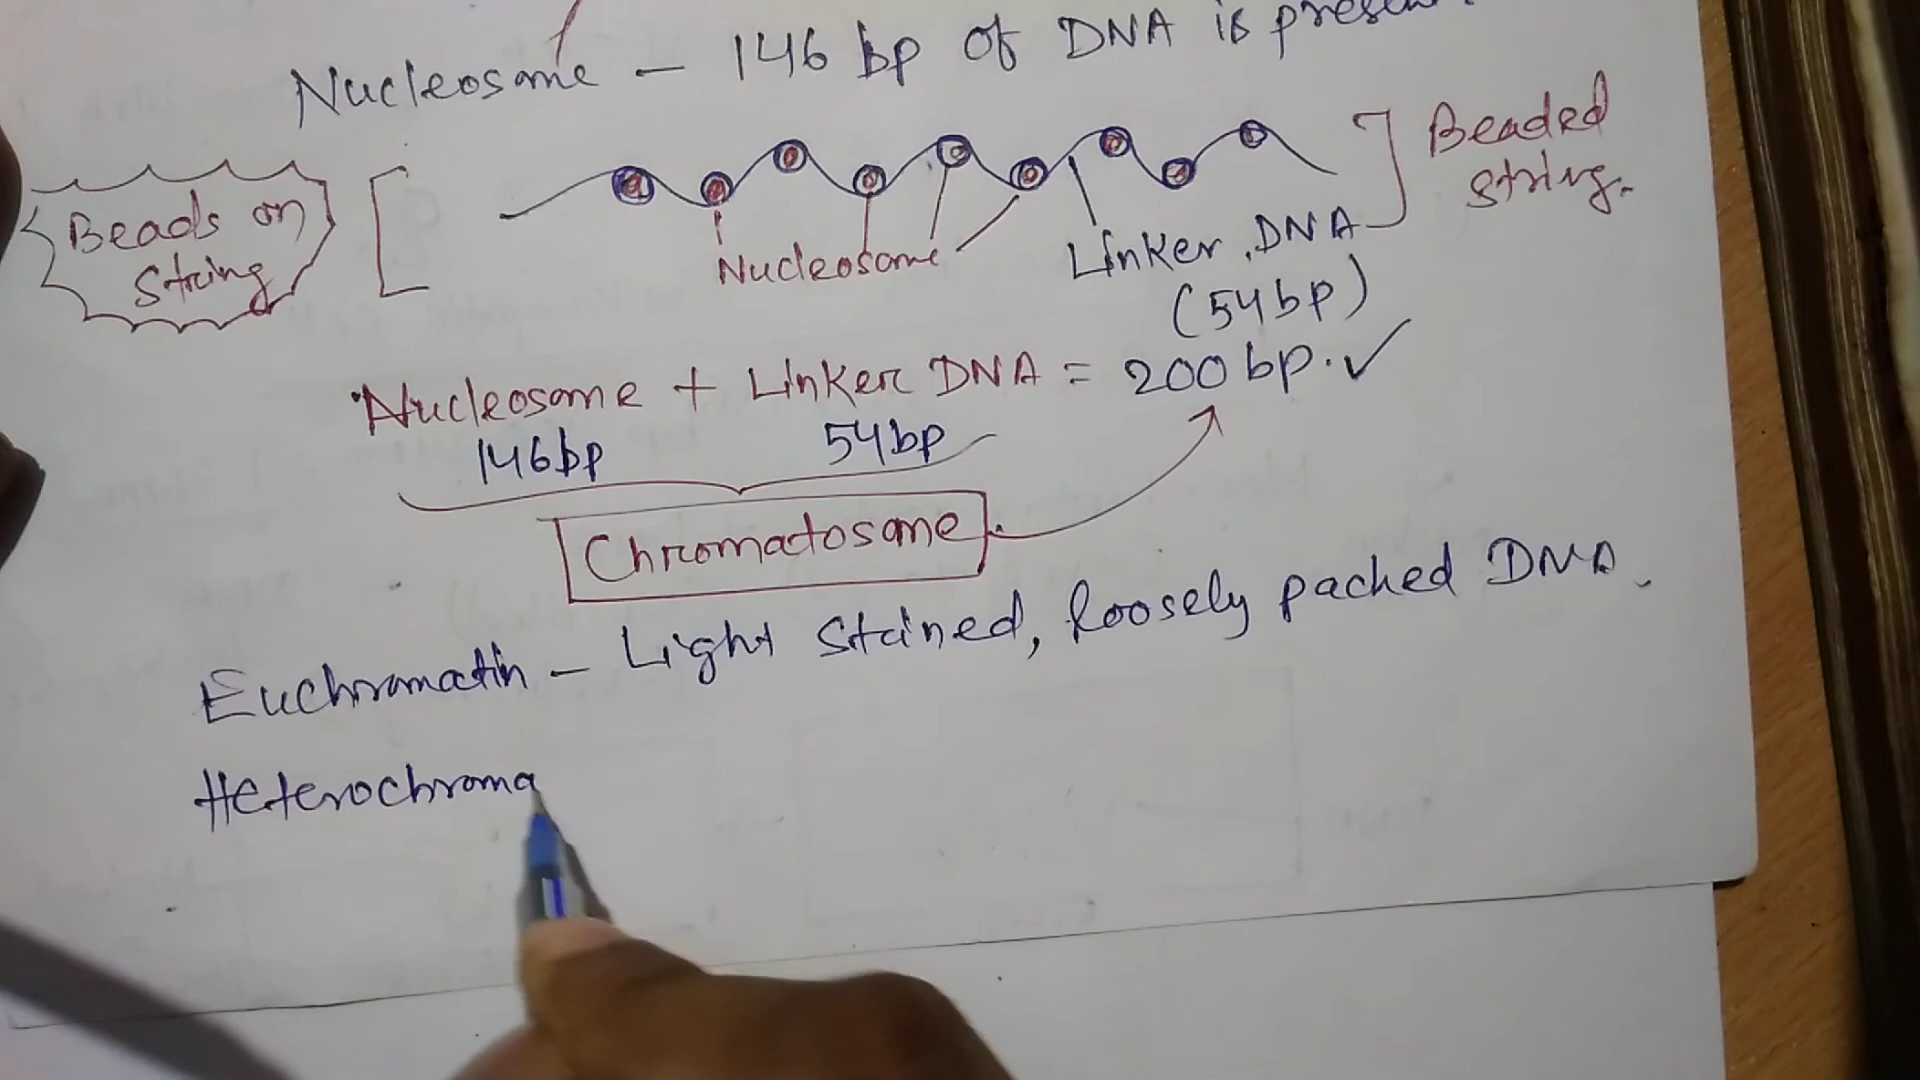 Nucleosome - 146 bp of DNA is present.
Beads on
String
Beaded
string.
Nucleosome
Linker DNA
(54bp)
Nucleosome + Linker DNA = 200 bp. ✓
146bp 54bp
Chromatosome
Euchromatin - Light stained, loosely packed DNA.
Heterochroma